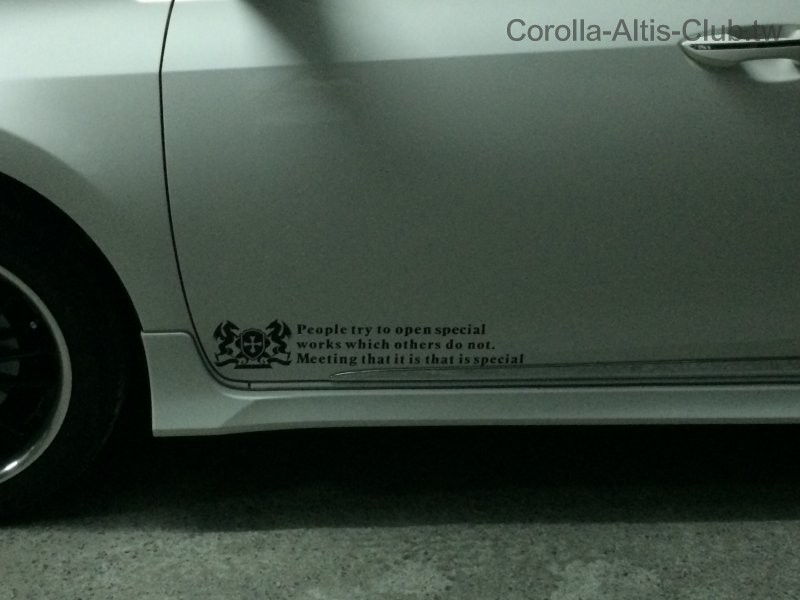 Corolla-Altis-Club.tw
People try to open special
works which others do not.
Meeting that it is that is special